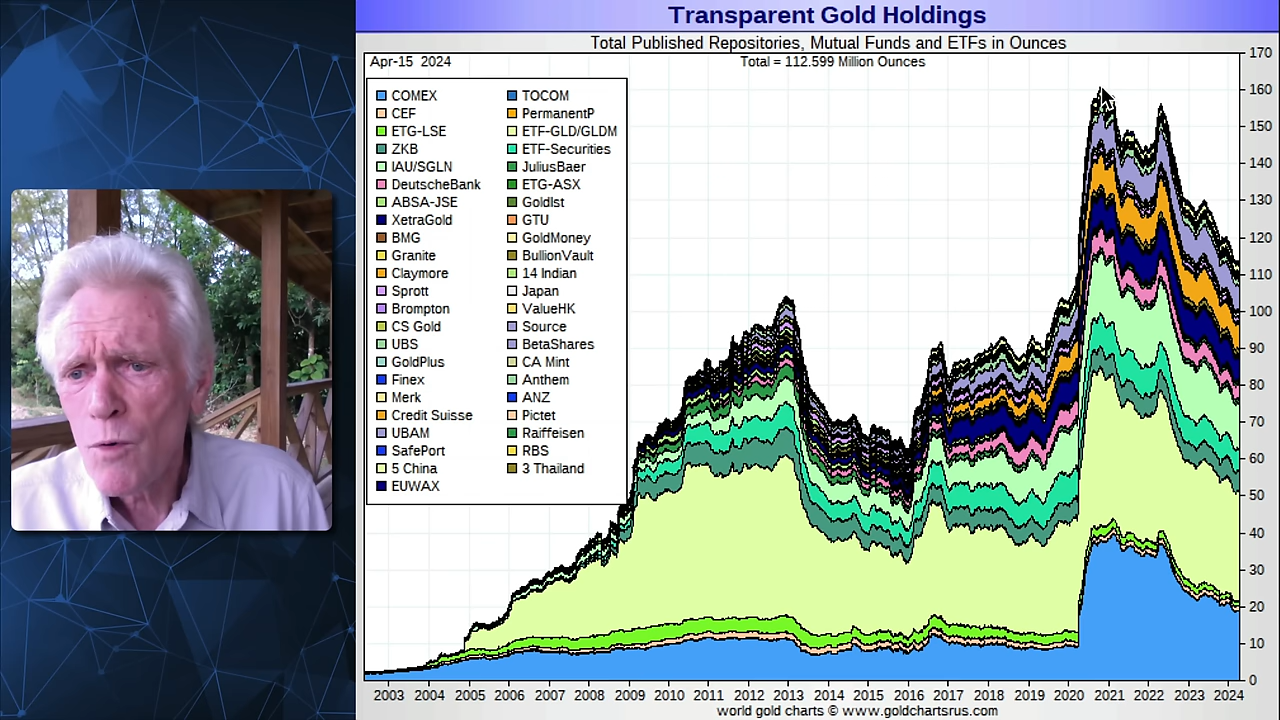 Transparent Gold Holdings
Total Published Repositories, Mutual Funds and ETFs in Ounces
Apr-15 2024
Total = 112.599 Million Ounces
COMEX
CEF
ETG-LSE
ZKB
IAU/SGLN
DeutscheBank
ABSA-JSE
XetraGold
BMG
Granite
Claymore
Sprott
Brompton
CS Gold
UBS
GoldPlus
Finex
Merk
Credit Suisse
UBAM
SafePort
5 China
EUWAX
TOCOM
PermanentP
ETF-GLD/GLDM
ETF-Securities
JuliusBaer
ETG-ASX
GoldIst
GTU
GoldMoney
BullionVault
14 Indian
Japan
ValueHK
Source
BetaShares
CA Mint
Anthem
ANZ
Pictet
Raiffeisen
RBS
3 Thailand
170
160
150
140
130
120
110
100
90
80
70
60
50
40
30
20
10
0
2003 2004 2005 2006 2007 2008 2009 2010 2011 2012 2013 2014 2015 2016 2017 2018 2019 2020 2021 2022 2023 2024
world gold charts © www.goldchartsrus.com